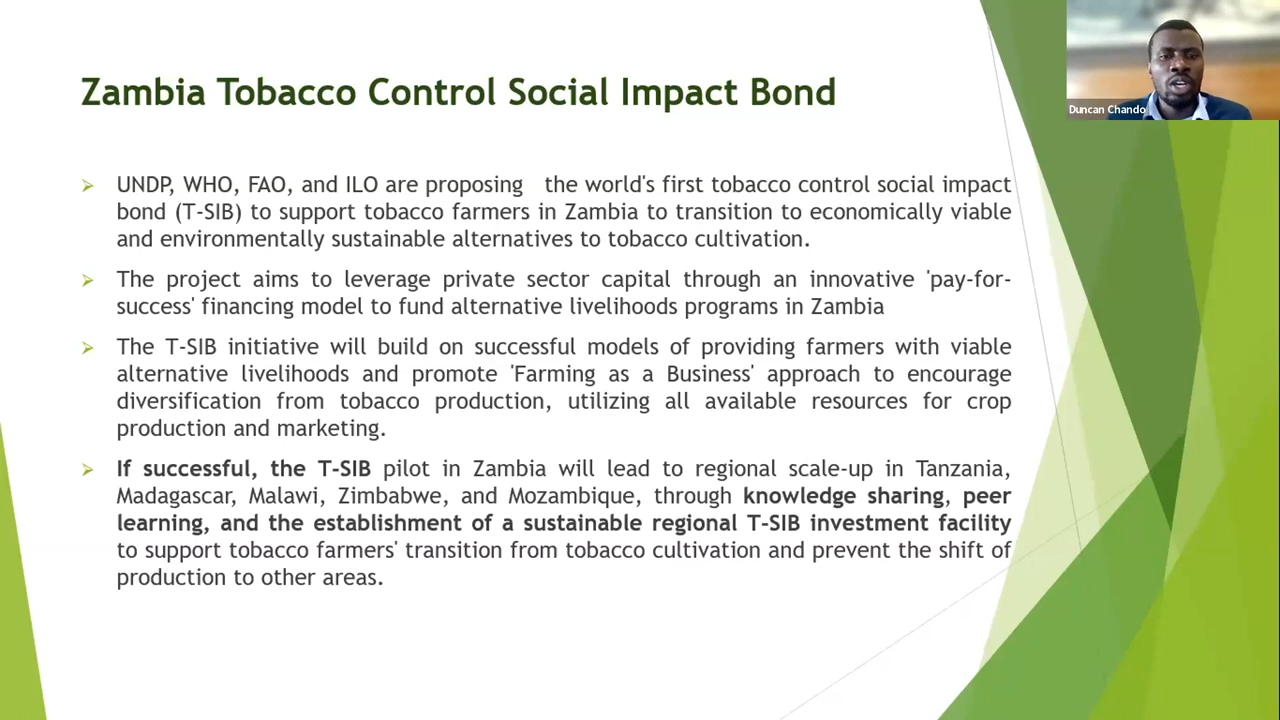 Zambia Tobacco Control Social Impact Bond
Duncan Chando
UNDP, WHO, FAO, and ILO are proposing the world's first tobacco control social impact
bond (T-SIB) to support tobacco farmers in Zambia to transition to economically viable
and environmentally sustainable alternatives to tobacco cultivation.
The project aims to leverage private sector capital through an innovative 'pay-for-
success' financing model to fund alternative livelihoods programs in Zambia
The T-SIB initiative will build on successful models of providing farmers with viable
alternative livelihoods and promote 'Farming as a Business' approach to encourage
diversification from tobacco production, utilizing all available resources for crop
production and marketing.
If successful, the T-SIB pilot in Zambia will lead to regional scale-up in Tanzania,
Madagascar, Malawi, Zimbabwe, and Mozambique, through knowledge sharing, peer
learning, and the establishment of a sustainable regional T-SIB investment facility
to support tobacco farmers' transition from tobacco cultivation and prevent the shift of
production to other areas.